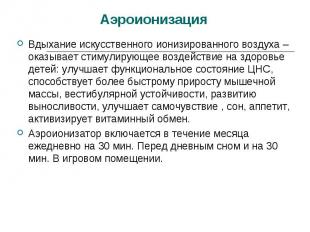 Аэроионизация
Вдыхание искусственного ионизированного воздуха –
оказывает стимулирующее воздействие на здоровье
детей: улучшает функциональное состояние ЦНС,
способствует более быстрому приросту мышечной
массы, вестибулярной устойчивости, развитию
выносливости, улучшает самочувствие , сон, аппетит,
активизирует витаминный обмен.
Аэроионизатор включается в течение месяца
ежедневно на 30 мин. Перед дневным сном и на 30
мин. В игровом помещении.